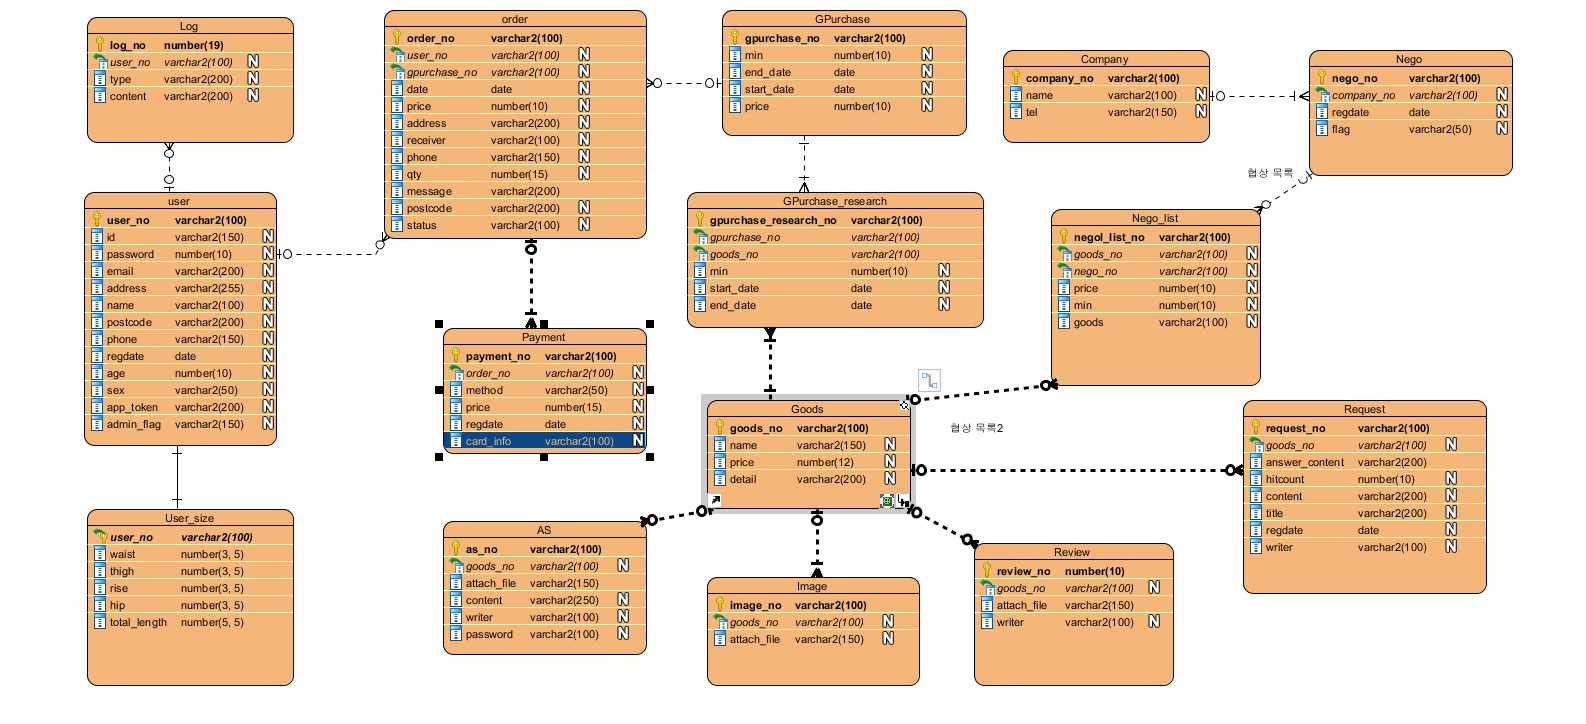 Log
log_no number(19)
user_no varchar2(100) N
type varchar2(200) N
content varchar2(200) N
order
order_no varchar2(100)
user_no varchar2(100) N
gpurchase_no varchar2(100) N
date date N
price number(10) N
address varchar2(200) N
receiver varchar2(100) N
phone varchar2(150) N
qty number(15) N
message varchar2(200)
postcode varchar2(200) N
status varchar2(100) N
GPurchase
gpurchase_no varchar2(100)
min number(10) N
end_date date N
start_date date N
price number(10) N
Company
company_no varchar2(100)
name varchar2(100) N
tel varchar2(150) N
Nego
nego_no varchar2(100)
company_no varchar2(100) N
regdate date N
flag varchar2(50) N
협상 목록
user
user_no varchar2(100)
id varchar2(150) N
password number(10) N
email varchar2(200) N
address varchar2(255) N
name varchar2(100) N
postcode varchar2(200) N
phone varchar2(150) N
regdate date N
age number(10) N
sex varchar2(50) N
app_token varchar2(200) N
admin_flag varchar2(150) N
GPurchase_research
gpurchase_research_no varchar2(100)
gpurchase_no varchar2(100)
goods_no varchar2(100)
min number(10) N
start_date date N
end_date date N
Nego_list
negol_list_no varchar2(100)
goods_no varchar2(100) N
nego_no varchar2(100) N
price number(10) N
min number(10) N
goods varchar2(100) N
Payment
payment_no varchar2(100)
order_no varchar2(100) N
method varchar2(50) N
price number(15) N
regdate date N
card_info varchar2(100) N
Goods
goods_no varchar2(100)
name varchar2(150) N
price number(12) N
detail varchar2(200) N
협상 목록2
Request
request_no varchar2(100)
goods_no varchar2(100) N
answer_content varchar2(200)
hitcount number(10) N
content varchar2(200) N
title varchar2(200) N
regdate date N
writer varchar2(100) N
User_size
user_no varchar2(100)
waist number(3, 5)
thigh number(3, 5)
rise number(3, 5)
hip number(3, 5)
total_length number(5, 5)
AS
as_no varchar2(100)
goods_no varchar2(100) N
attach_file varchar2(150)
content varchar2(250) N
writer varchar2(100) N
password varchar2(100) N
Image
image_no varchar2(100)
goods_no varchar2(100) N
attach_file varchar2(150) N
Review
review_no number(10)
goods_no varchar2(100) N
attach_file varchar2(150)
writer varchar2(100) N